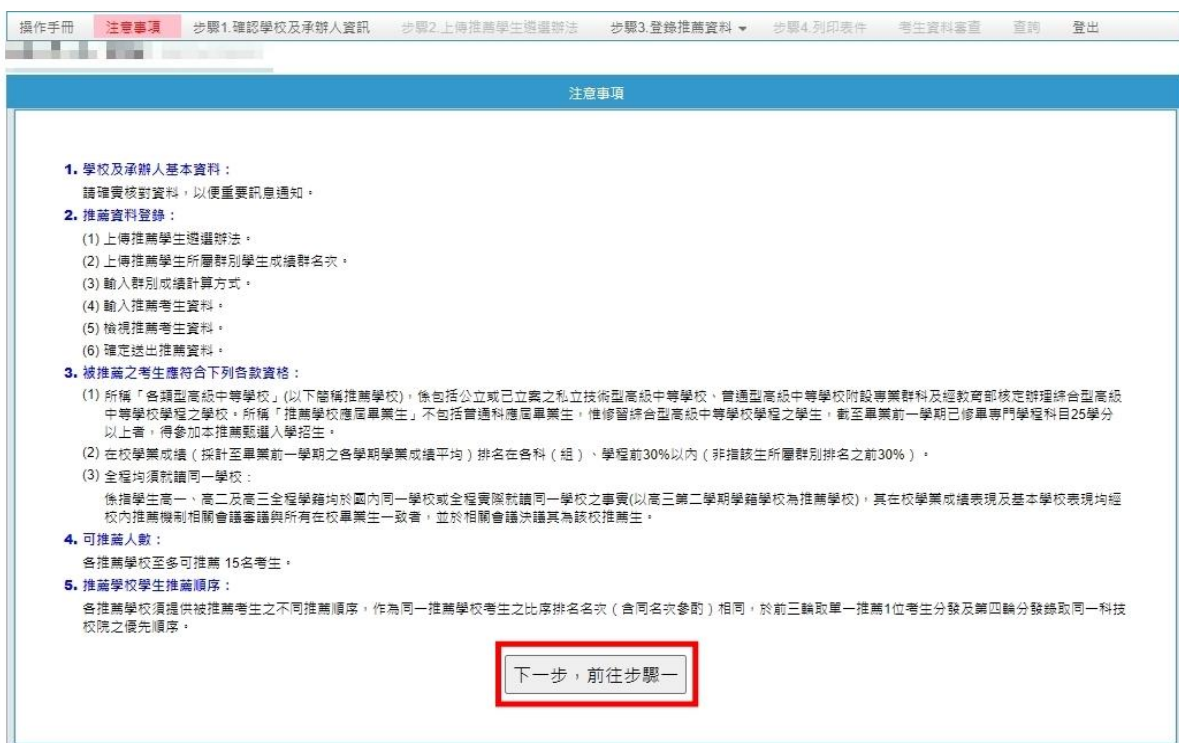 操作手冊 注意事項 步驟1.確認學校及承辦人資訊 步驟2.上傳推薦學生遴選辦法 步驟3.登錄推薦資料 步驟4.列印表件 考生資料審查 查詢 登出
注意事項
1. 學校及承辦人基本資料：
請確實核對資料，以便重要訊息通知。
2. 推薦資料登錄：
(1) 上傳推薦學生遴選辦法。
(2) 上傳推薦學生所屬群別學生成績群名次。
(3) 輸入群別成績計算方式。
(4) 輸入推薦考生資料。
(5) 檢視推薦考生資料。
(6) 確定送出推薦資料。
3. 被推薦之考生應符合下列各款資格：
(1) 所稱「各類型高級中等學校」(以下簡稱推薦學校)，係包括公立或已立案之私立技術型高級中等學校、普通型高級中等學校附設專業群科及經教育部核定辦理綜合型高級
中等學校學程之學校。所稱「推薦學校應屆畢業生」不包括普通科應屆畢業生，惟修習綜合型高級中等學校學程之學生，截至畢業前一學期已修畢專門學程科目25學分
以上者，得參加本推薦甄選入學招生。
(2) 在校學業成績（採計至畢業前一學期之各學期學業成績平均）排名在各科（組）、學程前30%以內（非指該生所屬群別排名之前30%）。
(3) 全程均須就讀同一學校：
係指學生高一、高二及高三全程學籍均於國內同一學校或全程實際就讀同一學校之事實(以高三第二學期學籍學校為推薦學校)，其在校學業成績表現及基本學校表現均經
校內推薦機制相關會議審議與所有在校畢業生一致者，並於相關會議決議其為該校推薦生。
4. 可推薦人數：
各推薦學校至多可推薦 15名考生。
5. 推薦學校學生推薦順序：
各推薦學校須提供被推薦考生之不同推薦順序，作為同一推薦學校考生之比序排名名次（含同名次參酌）相同，於前三輪取單一推薦1位考生分發及第四輪分發錄取同一科技
校院之優先順序。
下一步，前往步驟一